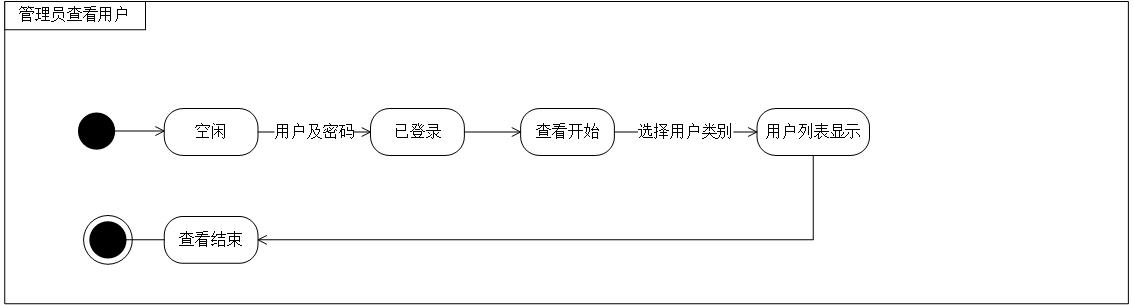 管理员查看用户
空闲
用户及密码
已登录
查看开始
选择用户类别
用户列表显示
查看结束